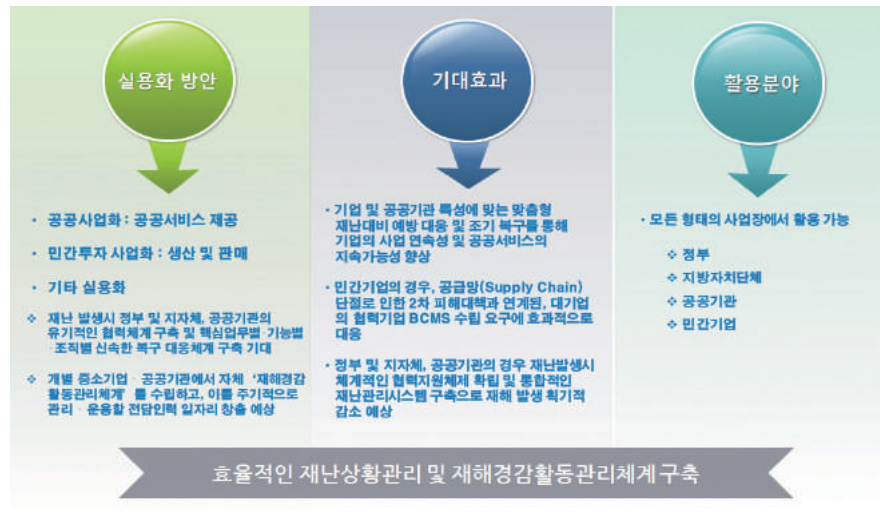 실용화 방안
• 공공사업화 : 공공서비스 제공
• 민간투자 사업화 : 생산 및 판매
• 기타 실용화
❖ 재난 발생시 정부 및 지자체, 공공기관의
유기적인 협력체계 구축 및 핵심업무별·기능별
·조직별 신속한 복구 대응체계 구축 기대
❖ 개별 중소기업·공공기관에서 자체 ‘재해경감
활동관리체계’ 를 수립하고, 이를 주기적으로
관리·운용할 전담인력 일자리 창출 예상
기대효과
• 기업 및 공공기관 특성에 맞는 맞춤형
재난대비 예방 대응 및 조기 복구를 통해
기업의 사업 연속성 및 공공서비스의
지속가능성 향상
• 민간기업의 경우, 공급망(Supply Chain)
단절로 인한 2차 피해대책과 연계된, 대기업
의 협력기업 BCMS 수립 요구에 효과적으로
대응
• 정부 및 지자체, 공공기관의 경우 재난발생시
체계적인 협력지원체제 확립 및 통합적인
재난관리시스템 구축으로 재해 발생 획기적
감소 예상
활용분야
• 모든 형태의 사업장에서 활용 가능
❖ 정부
❖ 지방자치단체
❖ 공공기관
❖ 민간기업
효율적인 재난상황관리 및 재해경감활동관리체계 구축